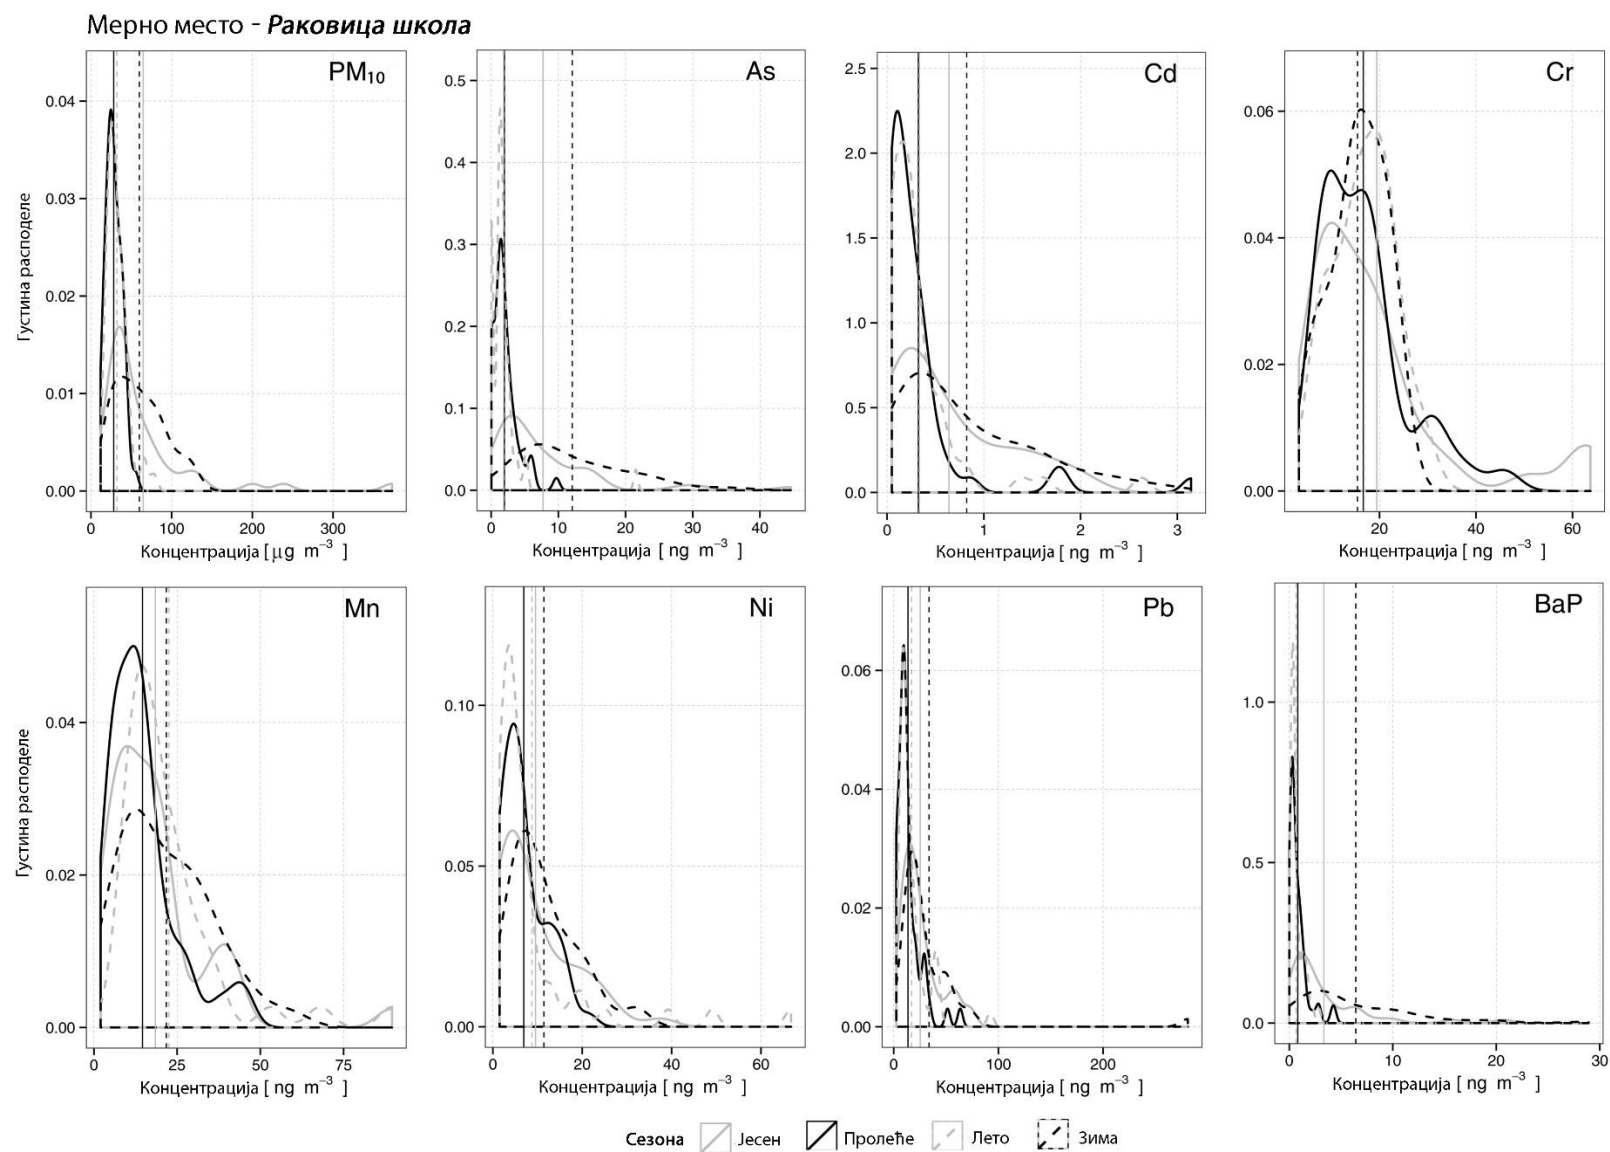 Мерно место - Раковица школа
PM₁₀
As
Cd
Cr
Густина расподеле
0.04
0.03
0.02
0.01
0.00
0 100 200 300
Концентрација [ μg m⁻³ ]
0.5
0.4
0.3
0.2
0.1
0.0
0 10 20 30 40
Концентрација [ ng m⁻³ ]
2.5
2.0
1.5
1.0
0.5
0.0
0 1 2 3
Концентрација [ ng m⁻³ ]
0.06
0.04
0.02
0.00
20 40 60
Концентрација [ ng m⁻³ ]
Mn
Ni
Pb
BaP
Густина расподеле
0.04
0.02
0.00
0 25 50 75
Концентрација [ ng m⁻³ ]
0.10
0.05
0.00
0 20 40 60
Концентрација [ ng m⁻³ ]
0.06
0.04
0.02
0.00
0 100 200
Концентрација [ ng m⁻³ ]
1.0
0.5
0.0
0 10 20 30
Концентрација [ ng m⁻³ ]
Сезона Јесен Пролеће Лето Зима